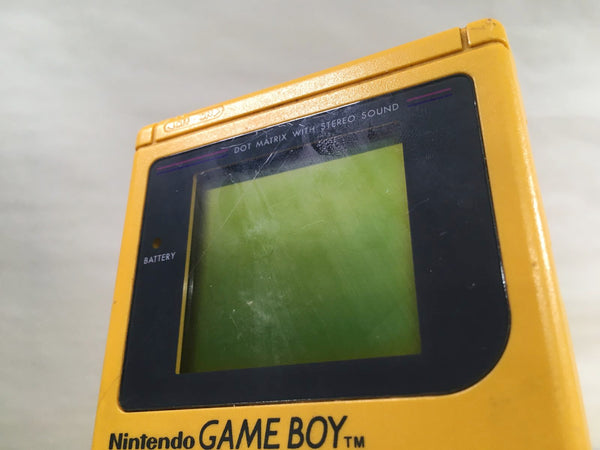 DOT MATRIX WITH STEREO SOUND
BATTERY
Nintendo GAME BOY™